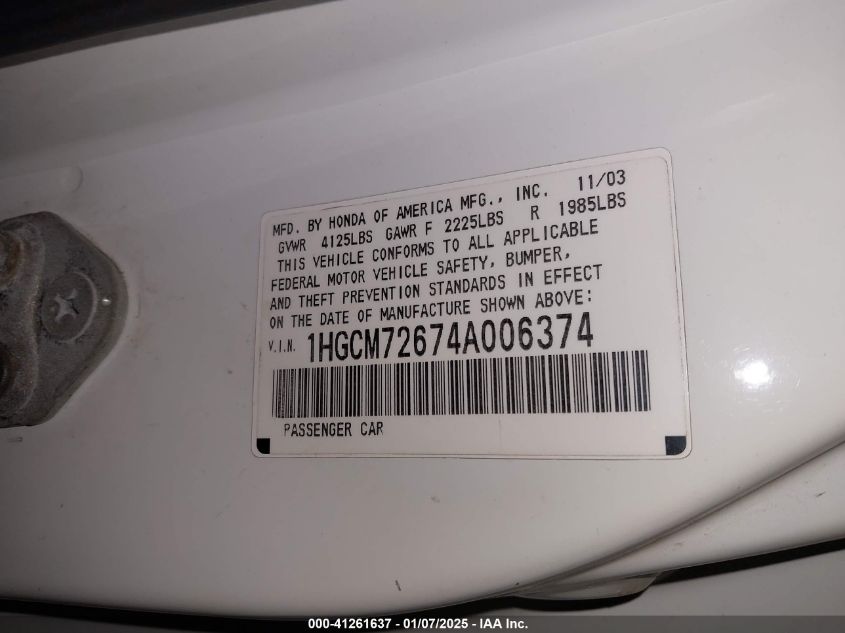 MFD. BY HONDA OF AMERICA MFG., INC. 11/03
GVWR 4125LBS GAWR F 2225LBS R 1985LBS
THIS VEHICLE CONFORMS TO ALL APPLICABLE
FEDERAL MOTOR VEHICLE SAFETY, BUMPER,
AND THEFT PREVENTION STANDARDS IN EFFECT
ON THE DATE OF MANUFACTURE SHOWN ABOVE:
V.I.N. 1HGCM72674A006374
PASSENGER CAR
000-41261637 - 01/07/2025 - IAA Inc.